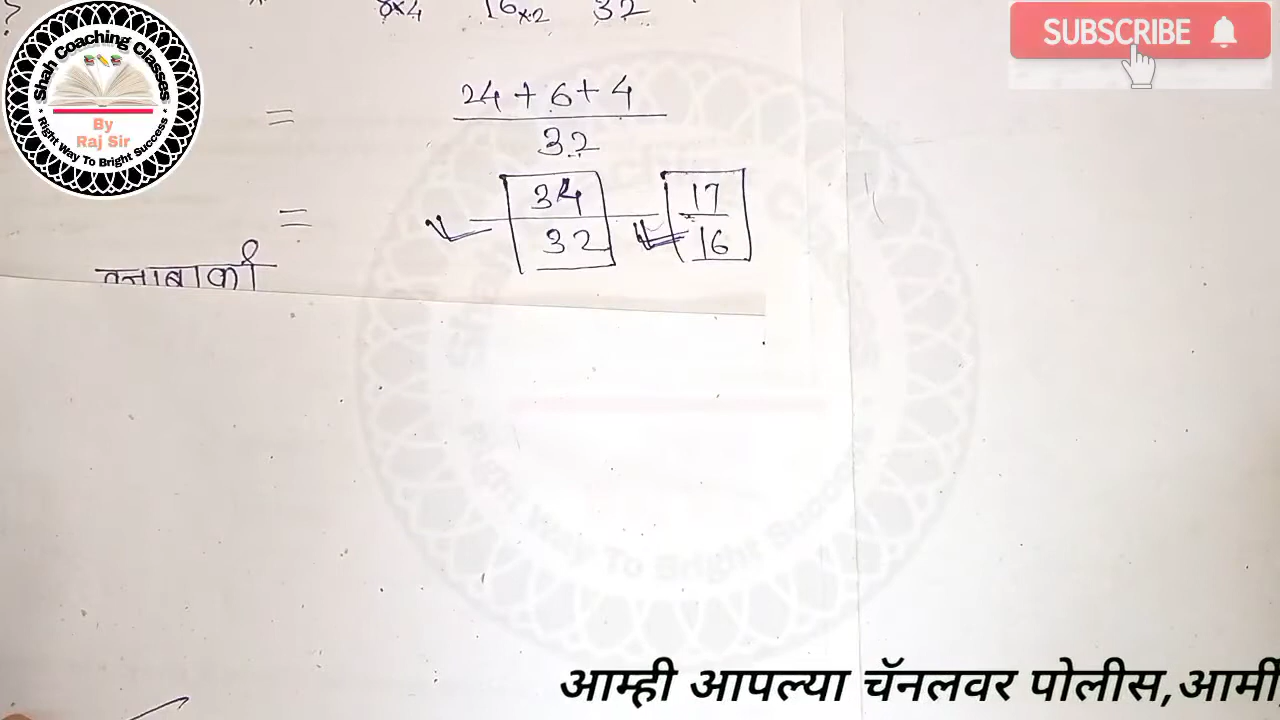 8×4 16×2 32
= 24 + 6 + 4
32
= 34 17
32 16
वजाबाकी
Shah Coaching Classes
By
Raj Sir
* Right Way To Bright Success *
SUBSCRIBE
आम्ही आपल्या चॅनलवर पोलीस,आर्मी,